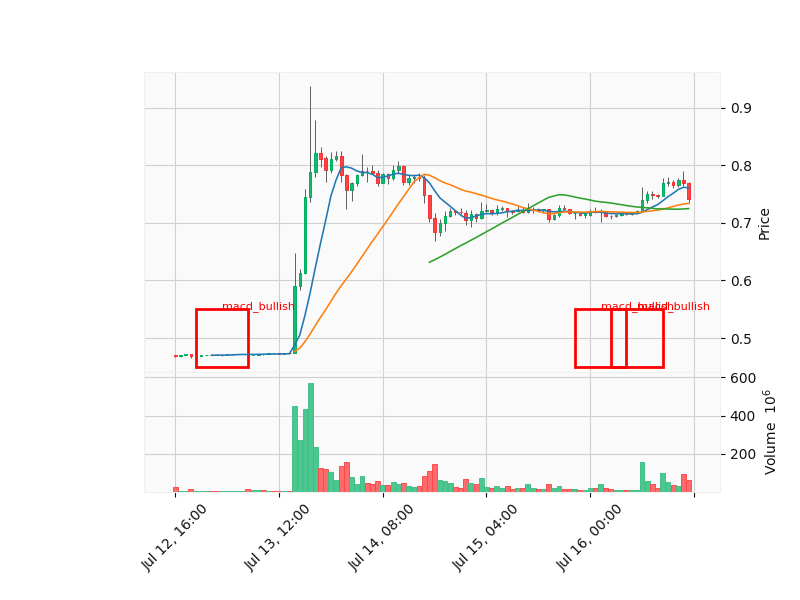 0.9
0.8
0.7
0.6
0.5
Price
macd_bullish
macd_bullish
macd_bullish
600
400
200
Volume 10^6
Jul 12, 16:00
Jul 13, 12:00
Jul 14, 08:00
Jul 15, 04:00
Jul 16, 00:00